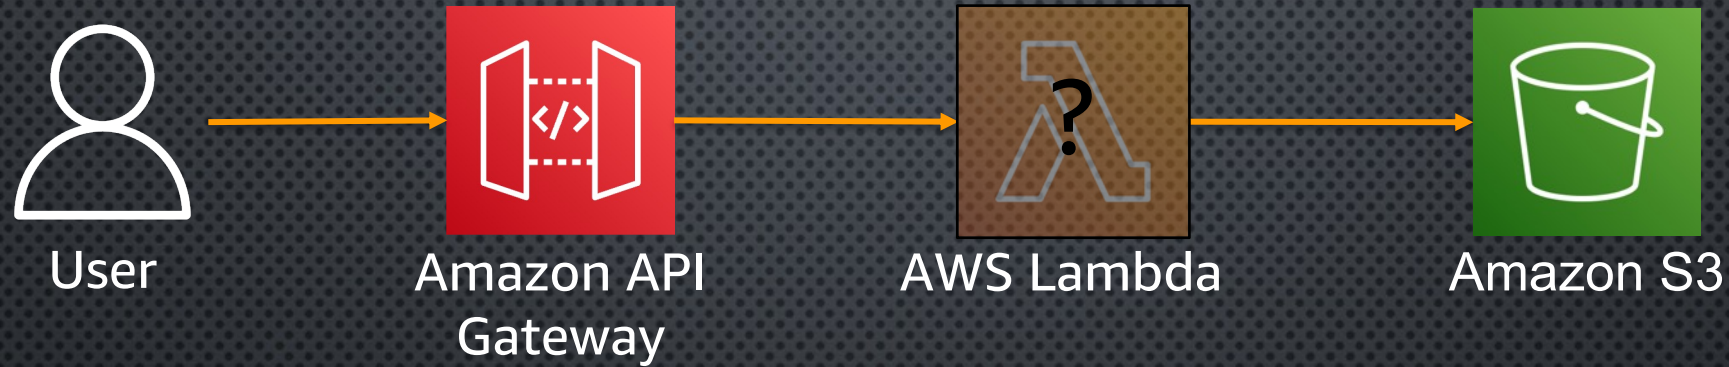 </>
?
User
Amazon API
Gateway
AWS Lambda
Amazon S3